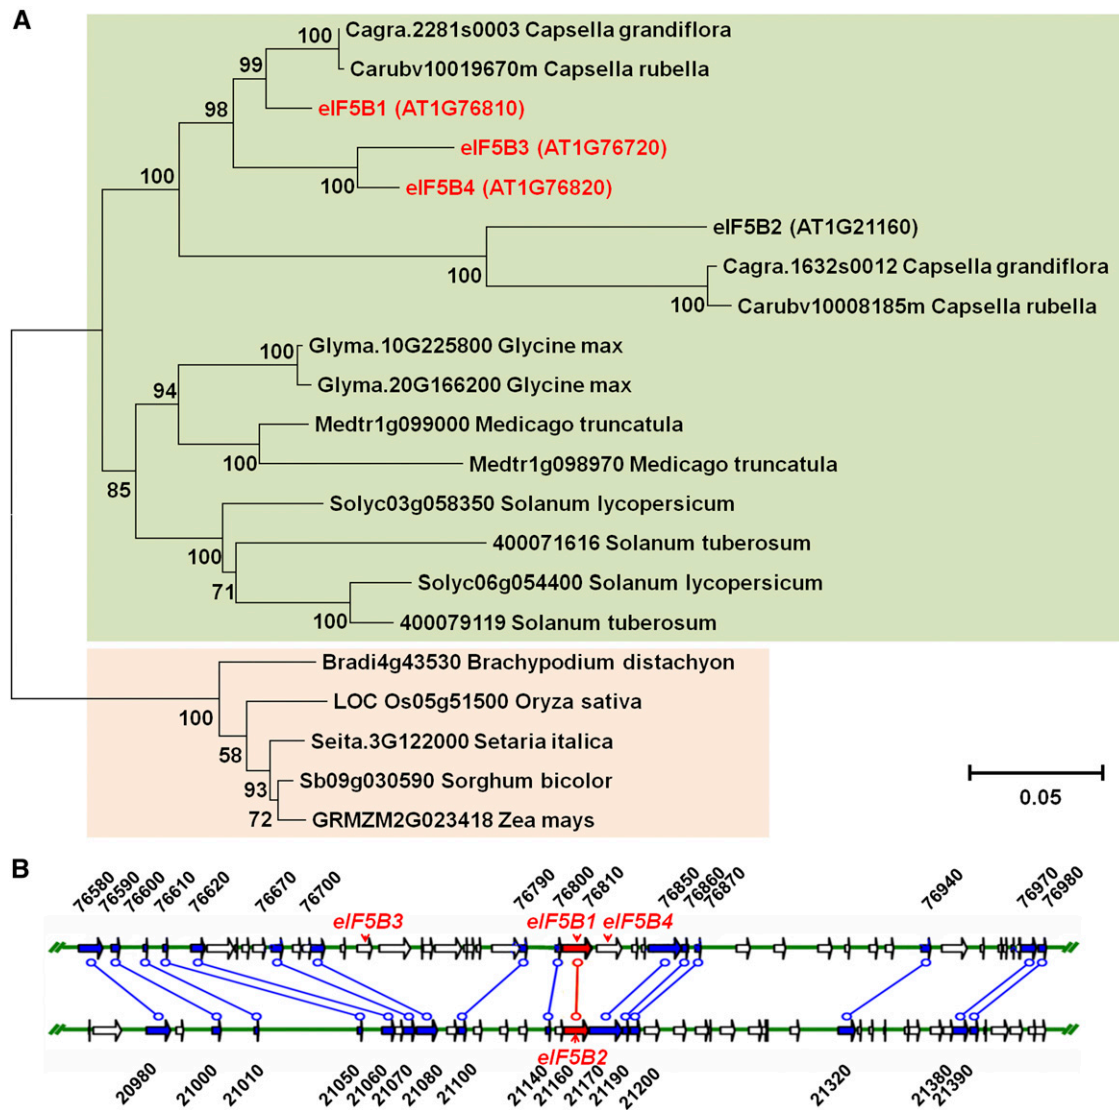 A
Cagra.2281s0003 Capsella grandiflora
100
Carubv10019670m Capsella rubella
99
eIF5B1 (AT1G76810)
98
eIF5B3 (AT1G76720)
100
eIF5B4 (AT1G76820)
100
eIF5B2 (AT1G21160)
100
Cagra.1632s0012 Capsella grandiflora
100
Carubv10008185m Capsella rubella
Glyma.10G225800 Glycine max
100
Glyma.20G166200 Glycine max
94
Medtr1g099000 Medicago truncatula
100
Medtr1g098970 Medicago truncatula
85
Solyc03g058350 Solanum lycopersicum
100
400071616 Solanum tuberosum
71
Solyc06g054400 Solanum lycopersicum
100
400079119 Solanum tuberosum
Bradi4g43530 Brachypodium distachyon
100
LOC Os05g51500 Oryza sativa
58
Seita.3G122000 Setaria italica
93
Sb09g030590 Sorghum bicolor
72
GRMZM2G023418 Zea mays
0.05
B
76580
76590
76600
76610
76620
76670
76700
76790
76800
76810
76850
76860
76870
76940
76970
76980
eIF5B3
eIF5B1
eIF5B4
eIF5B2
20980
21000
21010
21050
21060
21070
21080
21100
21140
21160
21170
21190
21200
21320
21380
21390